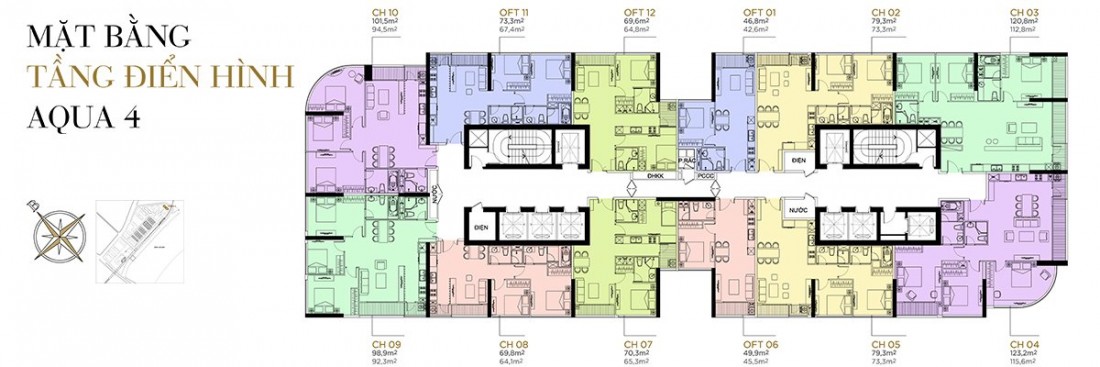 MẶT BẰNG
TẦNG ĐIỂN HÌNH
AQUA 4
CH 10
101,5m²
94,5m²
OFT 11
73,3m²
67,4m²
OFT 12
69,6m²
64,8m²
OFT 01
46,8m²
42,6m²
CH 02
79,3m²
73,3m²
CH 03
120,8m²
112,8m²
P. RÁC
ĐIỆN
ĐHKK
PCCC
NƯỚC
NƯỚC
ĐIỆN
CH 09
98,9m²
92,3m²
CH 08
69,8m²
64,1m²
CH 07
70,3m²
65,3m²
OFT 06
49,9m²
45,5m²
CH 05
79,3m²
73,3m²
CH 04
123,2m²
115,6m²